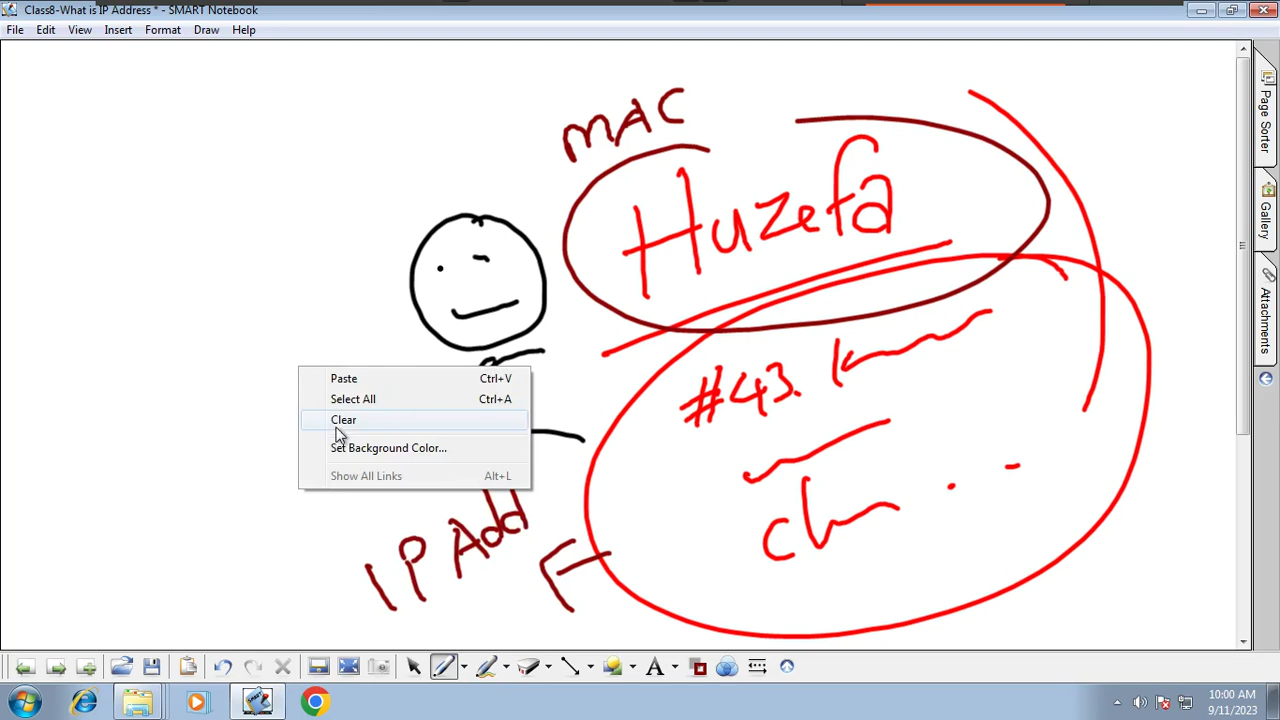 Class8-What is IP Address * - SMART Notebook
File Edit View Insert Format Draw Help
MAC
Huzefa
#43.
Paste Ctrl+V
Select All Ctrl+A
Clear
Set Background Color...
Show All Links Alt+L
IP Add
Page Sorter
Gallery
Attachments
A
10:00 AM
9/11/2023